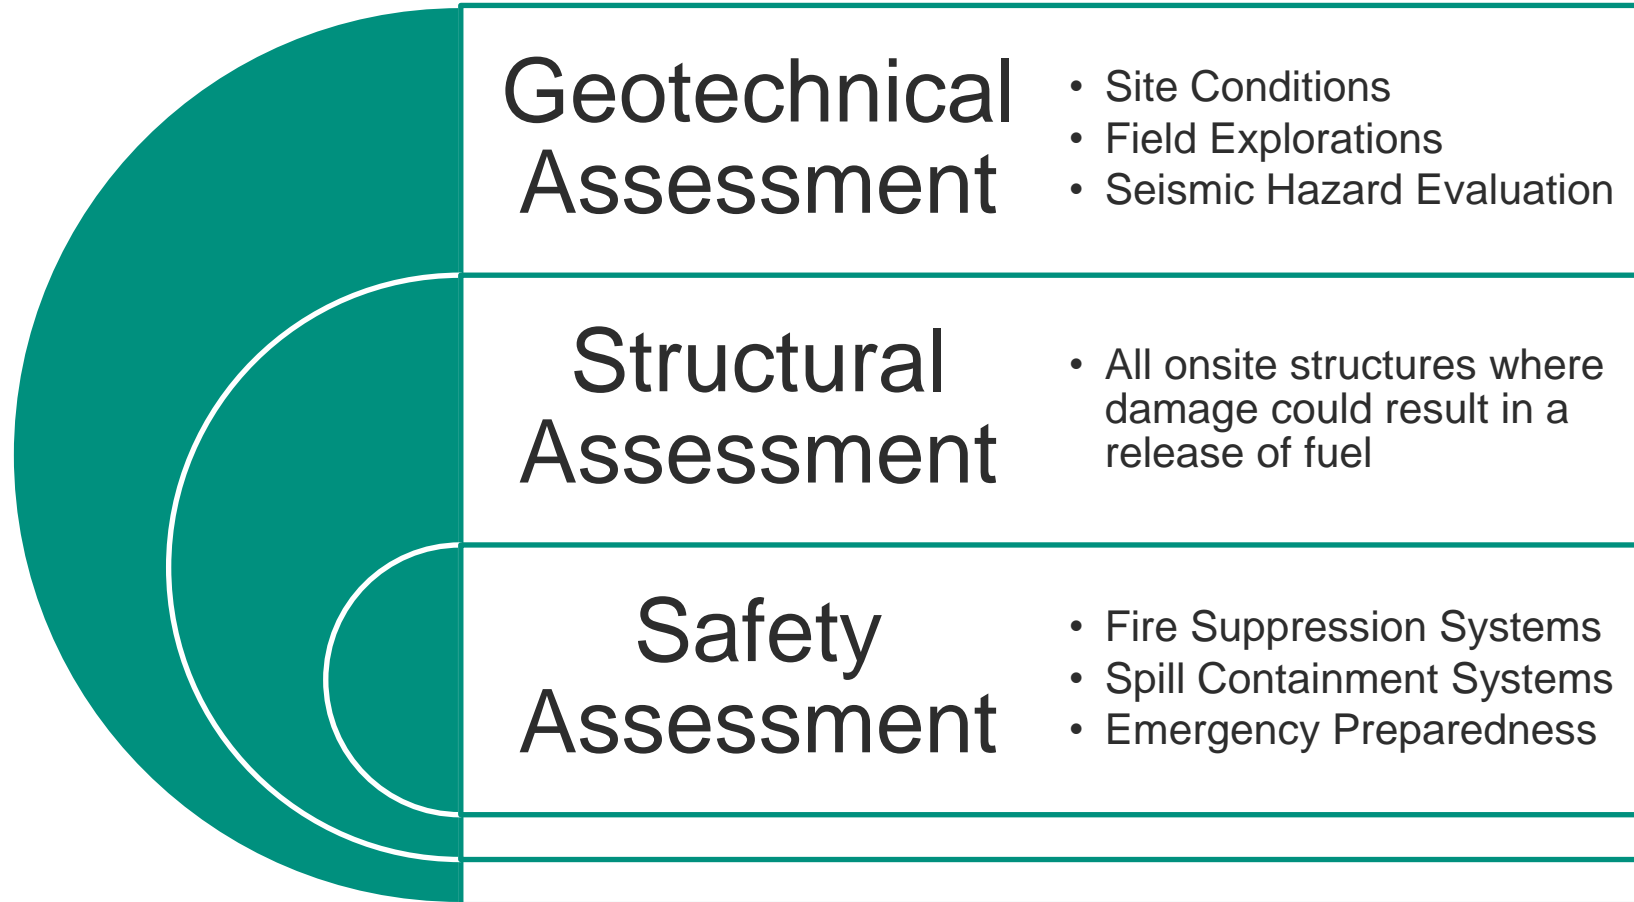 Geotechnical
Assessment
• Site Conditions
• Field Explorations
• Seismic Hazard Evaluation
Structural
Assessment
• All onsite structures where
damage could result in a
release of fuel
Safety
Assessment
• Fire Suppression Systems
• Spill Containment Systems
• Emergency Preparedness